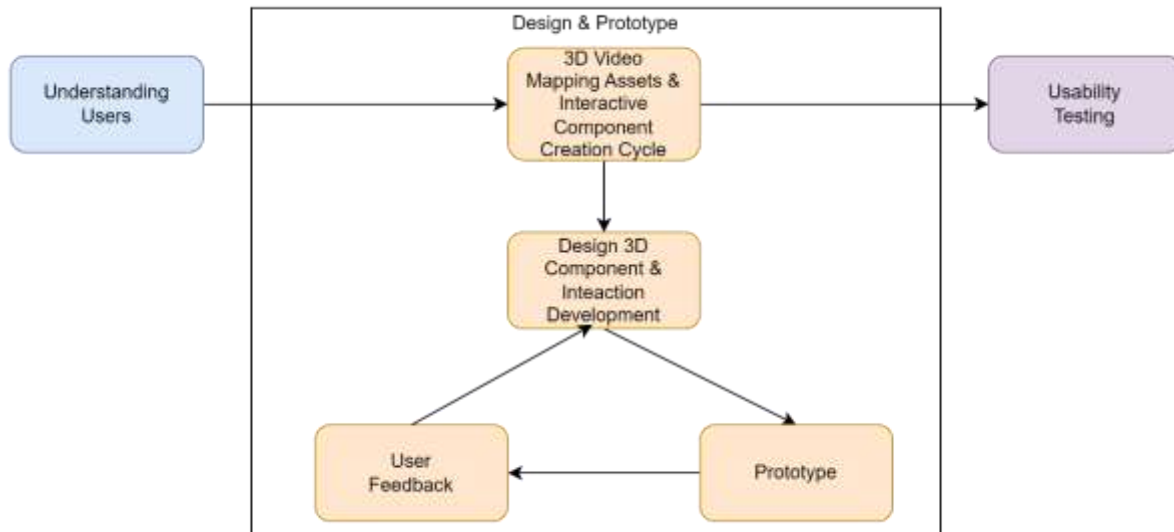 Design & Prototype
Understanding
Users
3D Video
Mapping Assets &
Interactive
Component
Creation Cycle
Usability
Testing
Design 3D
Component &
Inteaction
Development
User
Feedback
Prototype